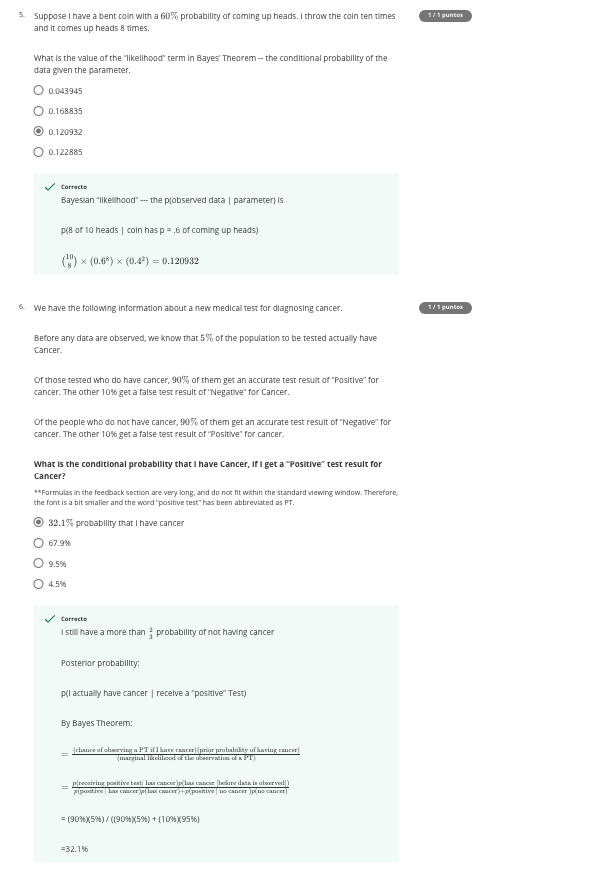 5. Suppose I have a bent coin with a 60% probability of coming up heads. I throw the coin ten times
and it comes up heads 8 times.
1 / 1 puntos
What is the value of the "likelihood" term in Bayes' Theorem -- the conditional probability of the
data given the parameter.
0.043945
0.168835
0.120932
0.122885
Correcto
Bayesian "likelihood" --- the p(observed data | parameter) is
p(8 of 10 heads | coin has p = .6 of coming up heads)
(10 8) × (0.6⁸) × (0.4²) = 0.120932
6. We have the following information about a new medical test for diagnosing cancer.
1 / 1 puntos
Before any data are observed, we know that 5% of the population to be tested actually have
Cancer.
Of those tested who do have cancer, 90% of them get an accurate test result of "Positive" for
cancer. The other 10% get a false test result of "Negative" for Cancer.
Of the people who do not have cancer, 90% of them get an accurate test result of "Negative" for
cancer. The other 10% get a false test result of "Positive" for cancer.
What is the conditional probability that I have Cancer, if I get a "Positive" test result for
Cancer?
**Formulas in the feedback section are very long, and do not fit within the standard viewing window. Therefore,
the font is a bit smaller and the word "positive test" has been abbreviated as PT.
32.1% probability that I have cancer
67.9%
9.5%
4.5%
Correcto
I still have a more than 2/3 probability of not having cancer
Posterior probability:
p(I actually have cancer | receive a "positive" Test)
By Bayes Theorem:
= (chance of observing a PT if I have cancer)(prior probability of having cancer)
(marginal likelihood of the observation of a PT)
= p(receiving positive test| has cancer)p(has cancer [before data is observed])
p(positive | has cancer)p(has cancer)+p(positive | no cancer )p(no cancer)
= (90%)(5%) / ((90%)(5%) + (10%)(95%)
=32.1%